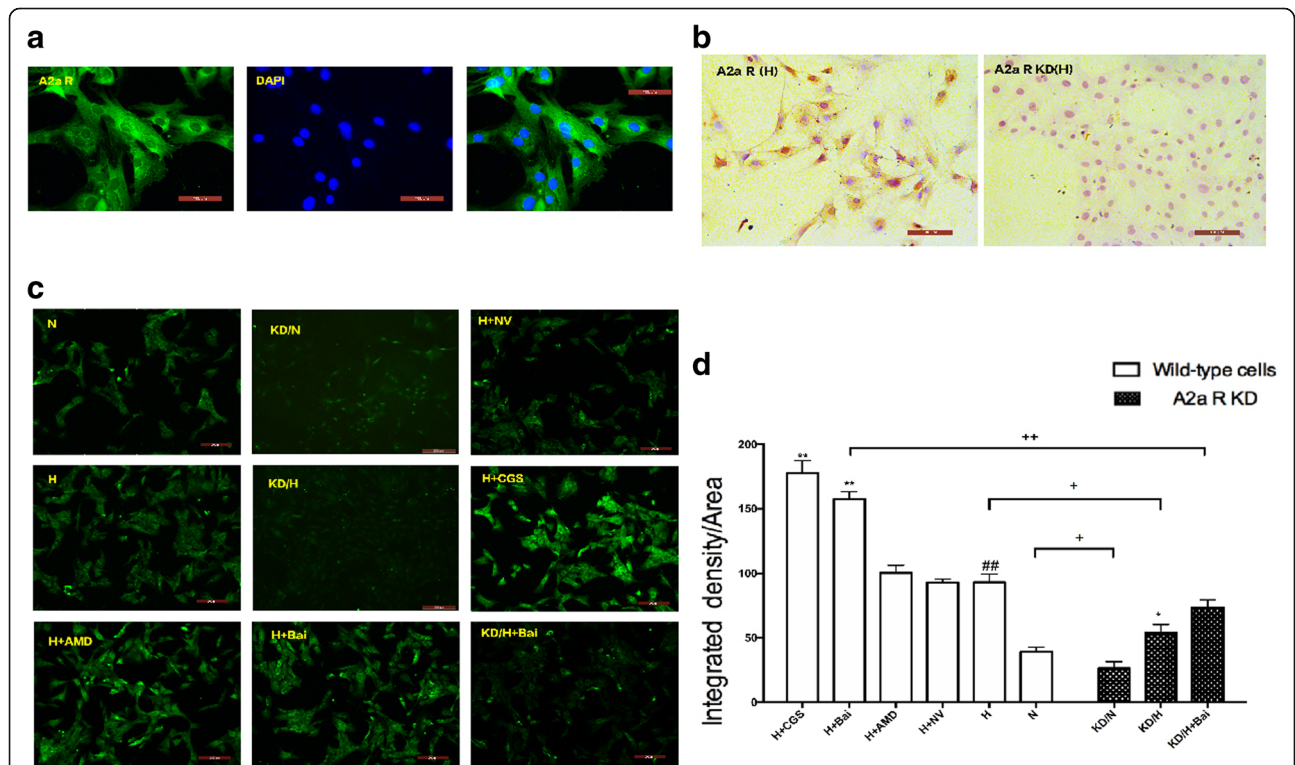 a
A2a R
DAPI
b
A2a R (H)
A2a R KD(H)
c
N
KD/N
H+NV
H
KD/H
H+CGS
H+AMD
H+Bai
KD/H+Bai
d
Wild-type cells
A2a R KD
Integrated density/Area
200
150
100
50
0
**
**
##
*
++
+
+
H+CGS
H+Bai
H+AMD
H+NV
H
N
KD/N
KD/H
KD/H+Bai